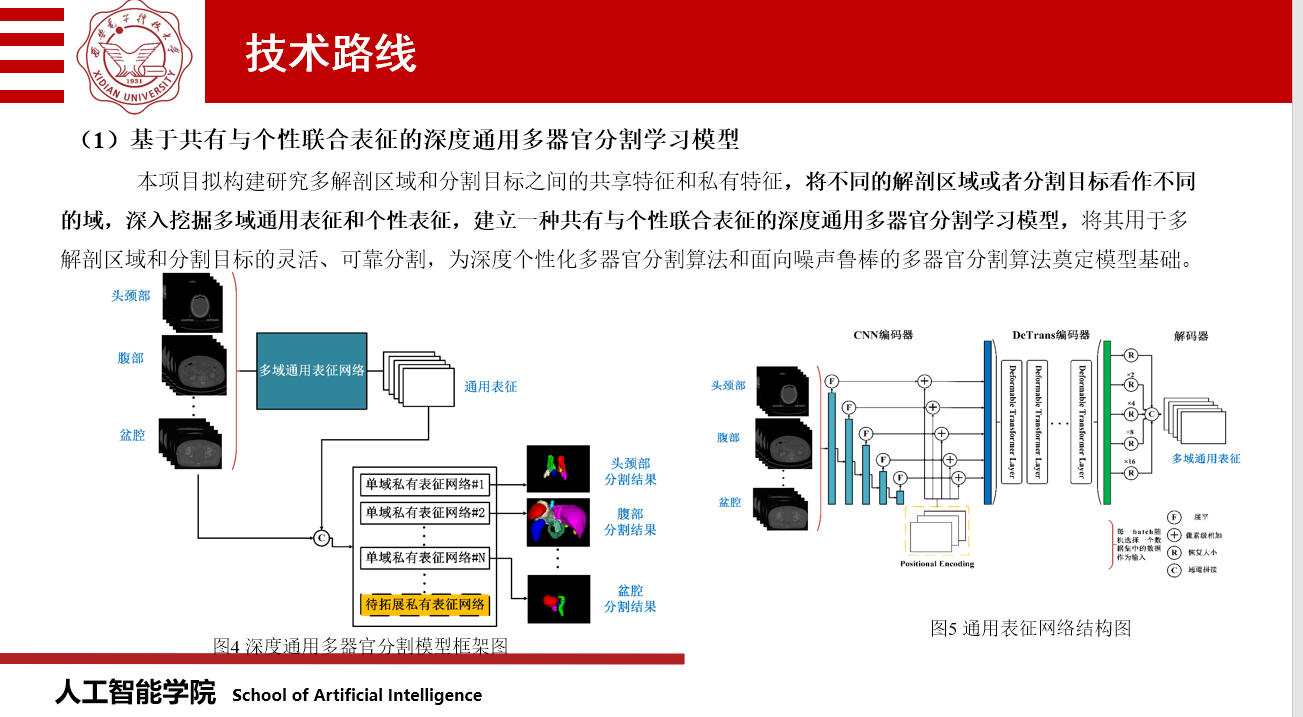 西安电子科技大学
1931
XIDIAN UNIVERSITY
技术路线
（1）基于共有与个性联合表征的深度通用多器官分割学习模型
本项目拟构建研究多解剖区域和分割目标之间的共享特征和私有特征，将不同的解剖区域或者分割目标看作不同
的域，深入挖掘多域通用表征和个性表征，建立一种共有与个性联合表征的深度通用多器官分割学习模型，将其用于多
解剖区域和分割目标的灵活、可靠分割，为深度个性化多器官分割算法和面向噪声鲁棒的多器官分割算法奠定模型基础。
头颈部
腹部
盆腔
多域通用表征网络
通用表征
C
单域私有表征网络#1
单域私有表征网络#2
单域私有表征网络#N
待拓展私有表征网络
头颈部
分割结果
腹部
分割结果
盆腔
分割结果
图4 深度通用多器官分割模型框架图
CNN编码器
DeTrans编码器
解码器
头颈部
腹部
盆腔
F
F
F
F
F
Deformable Transformer Layer
Deformable Transformer Layer
Deformable Transformer Layer
R
×2
R
×4
R
×8
R
×16
R
C
多域通用表征
Positional Encoding
每一batch随
机选择一个数
据集中的数据
作为输入
F 展平
+ 像素级相加
R 恢复大小
C 通道拼接
图5 通用表征网络结构图
人工智能学院 School of Artificial Intelligence